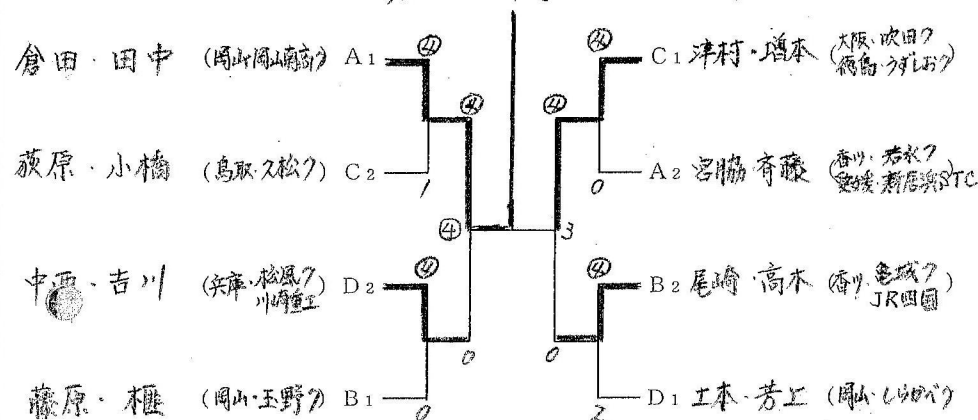 ④ ④
倉田・田中 (岡山・岡山南高ク) A1
C1 津村・増本 (大阪・吹田ク 徳島・うずしおク)
④ ④
荻原・小橋 (鳥取・久松ク) C2 1
0 A2 宮脇・斉藤 (香川・若水ク 愛媛・新居浜STC)
④ 3
④ ④
中西・吉川 (兵庫・松風ク 川崎重工) D2
B2 尾崎・高木 (香川・亀城ク JR四国)
0 0
藤原・榧 (岡山・玉野ク) B1 0
2 D1 土本・芳上 (岡山・しらかべク)